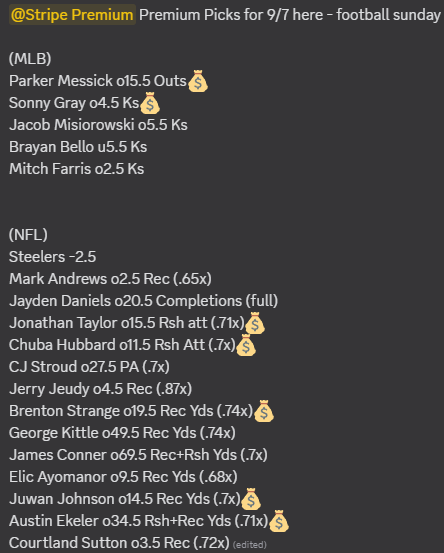 @Stripe Premium Premium Picks for 9/7 here - football sunday
(MLB)
Parker Messick o15.5 Outs💰
Sonny Gray o4.5 Ks💰
Jacob Misiorowski o5.5 Ks
Brayan Bello u5.5 Ks
Mitch Farris o2.5 Ks
(NFL)
Steelers -2.5
Mark Andrews o2.5 Rec (.65x)
Jayden Daniels o20.5 Completions (full)
Jonathan Taylor o15.5 Rsh att (.71x)💰
Chuba Hubbard o11.5 Rsh Att (.7x)💰
CJ Stroud o27.5 PA (.7x)
Jerry Jeudy o4.5 Rec (.87x)
Brenton Strange o19.5 Rec Yds (.74x)💰
George Kittle o49.5 Rec Yds (.74x)
James Conner o69.5 Rec+Rsh Yds (.7x)
Elic Ayomanor o9.5 Rec Yds (.68x)
Juwan Johnson o14.5 Rec Yds (.7x)💰
Austin Ekeler o34.5 Rsh+Rec Yds (.71x)💰
Courtland Sutton o3.5 Rec (.72x) (edited)